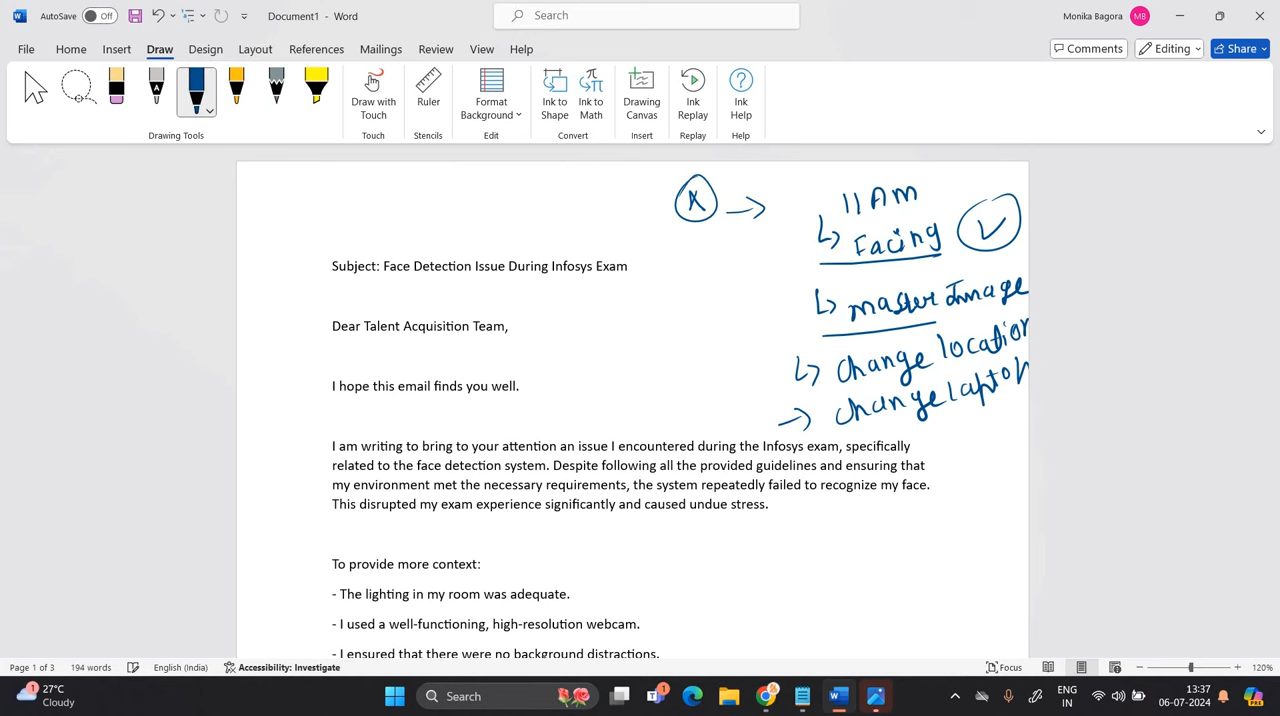 AutoSave Off Document1 - Word Search Monika Bagora MB
File Home Insert Draw Design Layout References Mailings Review View Help Comments Editing Share
Draw with Touch Ruler Format Background Ink to Shape Ink to Math Drawing Canvas Ink Replay Ink Help
Drawing Tools Touch Stencils Edit Convert Insert Replay Help
11 AM
Facing
master Image
change location
change laptop
Subject: Face Detection Issue During Infosys Exam
Dear Talent Acquisition Team,
I hope this email finds you well.
I am writing to bring to your attention an issue I encountered during the Infosys exam, specifically
related to the face detection system. Despite following all the provided guidelines and ensuring that
my environment met the necessary requirements, the system repeatedly failed to recognize my face.
This disrupted my exam experience significantly and caused undue stress.
To provide more context:
- The lighting in my room was adequate.
- I used a well-functioning, high-resolution webcam.
- I ensured that there were no background distractions.
Page 1 of 3 194 words English (India) Accessibility: Investigate Focus 120%
27°C Search ENG 13:37
Cloudy IN 06-07-2024